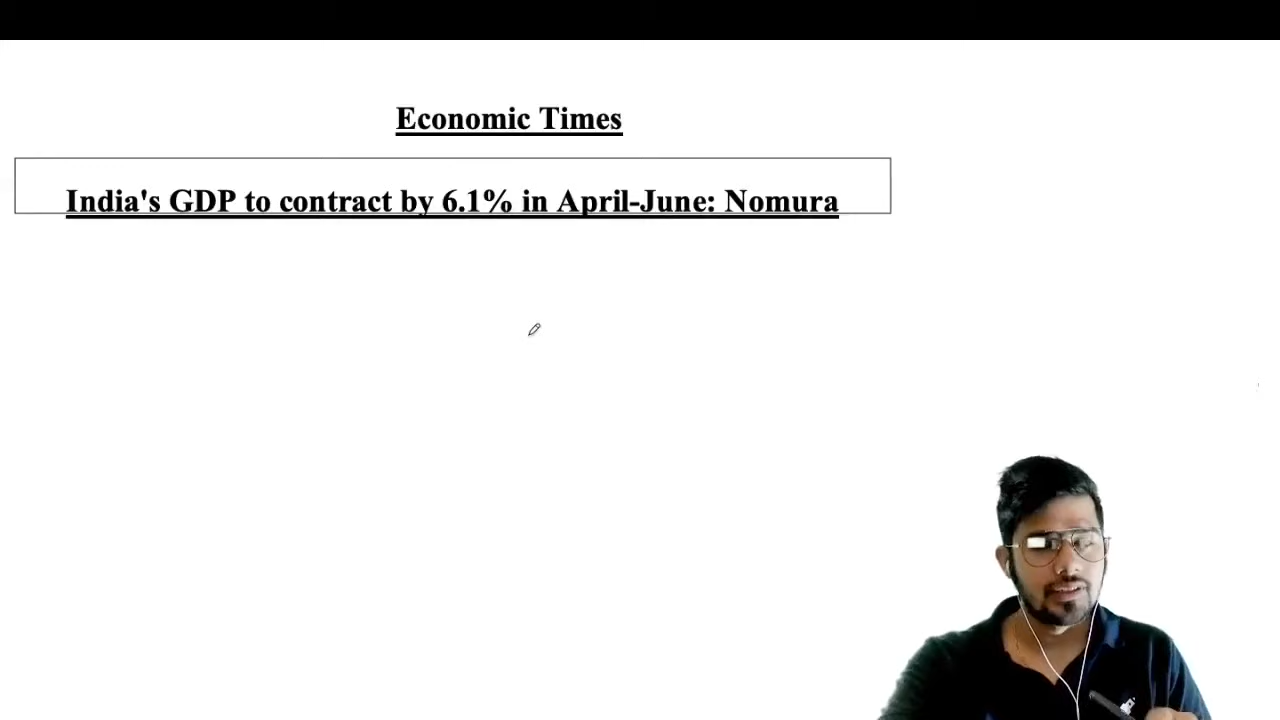 Economic Times
India's GDP to contract by 6.1% in April-June: Nomura